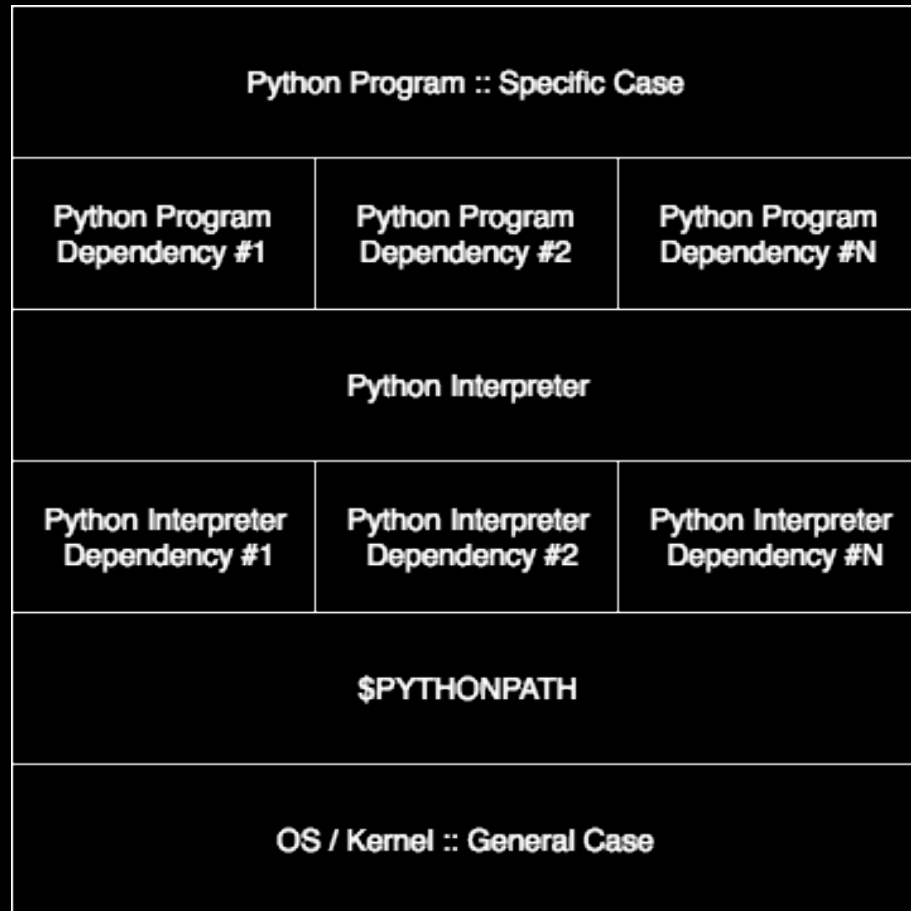 Python Program :: Specific Case
Python Program
Dependency #1
Python Program
Dependency #2
Python Program
Dependency #N
Python Interpreter
Python Interpreter
Dependency #1
Python Interpreter
Dependency #2
Python Interpreter
Dependency #N
$PYTHONPATH
OS / Kernel :: General Case